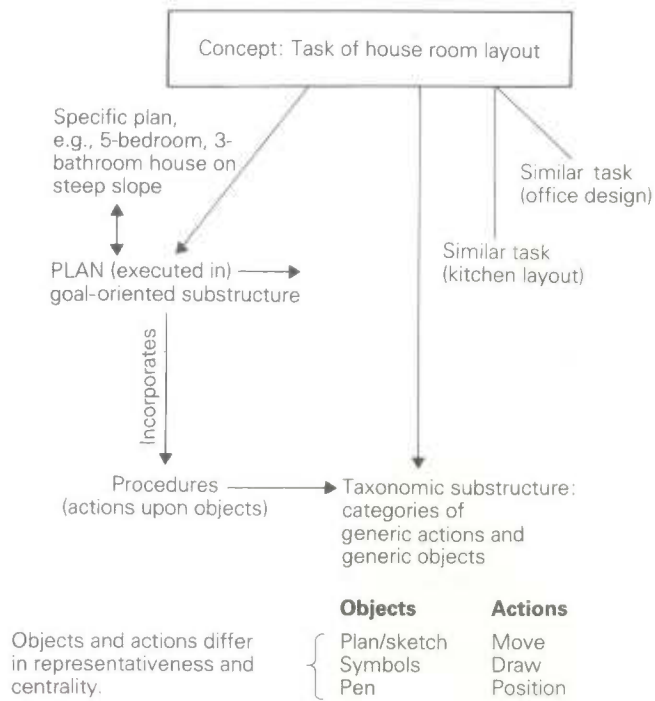 Concept: Task of house room layout
Specific plan,
e.g., 5-bedroom, 3-
bathroom house on
steep slope
Similar task
(office design)
Similar task
(kitchen layout)
PLAN (executed in)
goal-oriented substructure
Incorporates
Procedures
(actions upon objects)
Taxonomic substructure:
categories of
generic actions and
generic objects
Objects Actions
Objects and actions differ
in representativeness and
centrality.
Plan/sketch Move
Symbols Draw
Pen Position